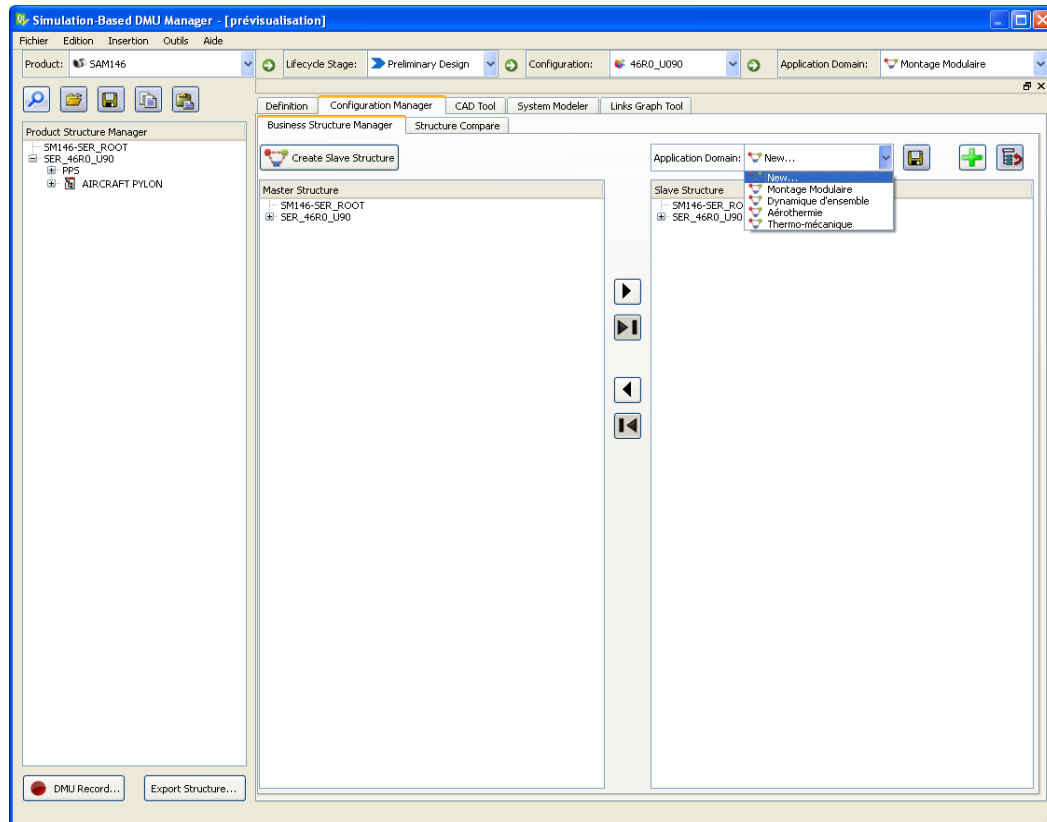 Simulation-Based DMU Manager - [prévisualisation]
Fichier Edition Insertion Outils Aide
Product: SAM146 Lifecycle Stage: Preliminary Design Configuration: 46R0_U090 Application Domain: Montage Modulaire
Definition Configuration Manager CAD Tool System Modeler Links Graph Tool
Business Structure Manager Structure Compare
Product Structure Manager
SM146-SER_ROOT
SER_46R0_U90
PPS
AIRCRAFT PYLON
Create Slave Structure
Application Domain: New...
New...
Montage Modulaire
Dynamique d'ensemble
Aérothermie
Thermo-mécanique
Master Structure
SM146-SER_ROOT
SER_46R0_U90
Slave Structure
SM146-SER_RO
SER_46R0_U90
DMU Record... Export Structure...